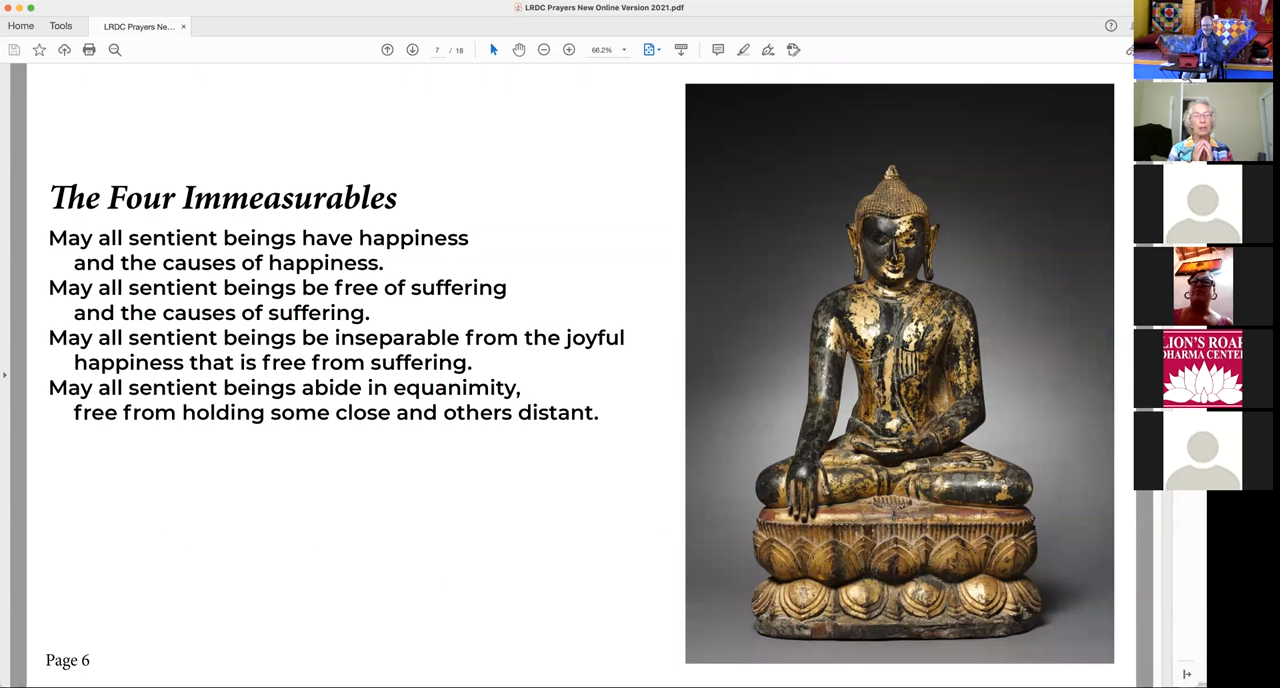 LRDC Prayers New Online Version 2021.pdf
Home
Tools
LRDC Prayers Ne...
7 / 18
66.2%
The Four Immeasurables
May all sentient beings have happiness
and the causes of happiness.
May all sentient beings be free of suffering
and the causes of suffering.
May all sentient beings be inseparable from the joyful
happiness that is free from suffering.
May all sentient beings abide in equanimity,
free from holding some close and others distant.
Page 6
LION'S ROAR
DHARMA CENTER